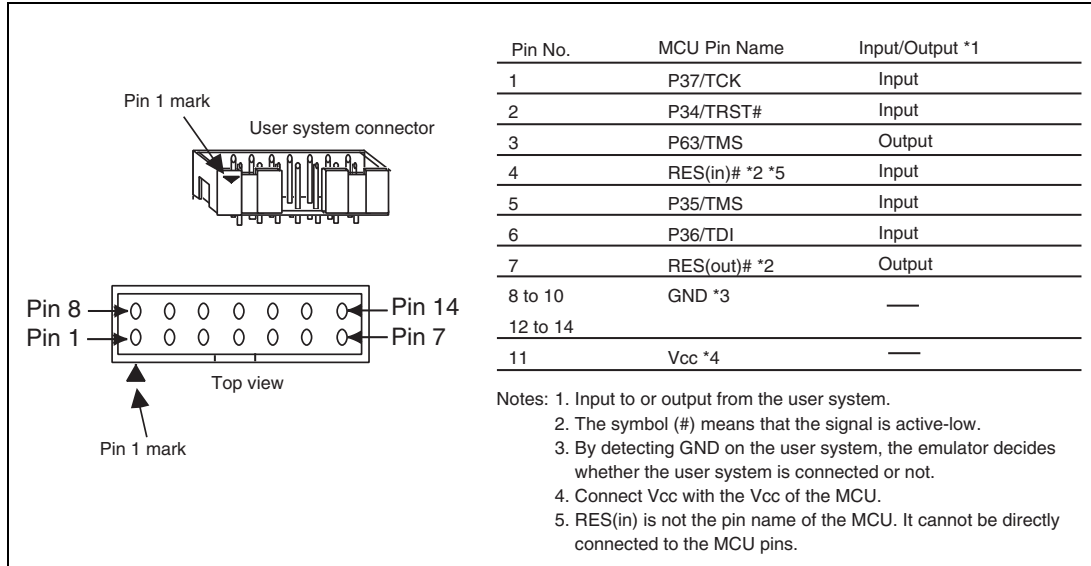 Pin 1 mark
User system connector
Pin 8
Pin 14
Pin 1
Pin 7
Top view
Pin 1 mark
Pin No. MCU Pin Name Input/Output *1
1 P37/TCK Input
2 P34/TRST# Input
3 P63/TMS Output
4 RES(in)# *2 *5 Input
5 P35/TMS Input
6 P36/TDI Input
7 RES(out)# *2 Output
8 to 10 GND *3 —
12 to 14
11 Vcc *4 —
Notes: 1. Input to or output from the user system.
2. The symbol (#) means that the signal is active-low.
3. By detecting GND on the user system, the emulator decides
whether the user system is connected or not.
4. Connect Vcc with the Vcc of the MCU.
5. RES(in) is not the pin name of the MCU. It cannot be directly
connected to the MCU pins.